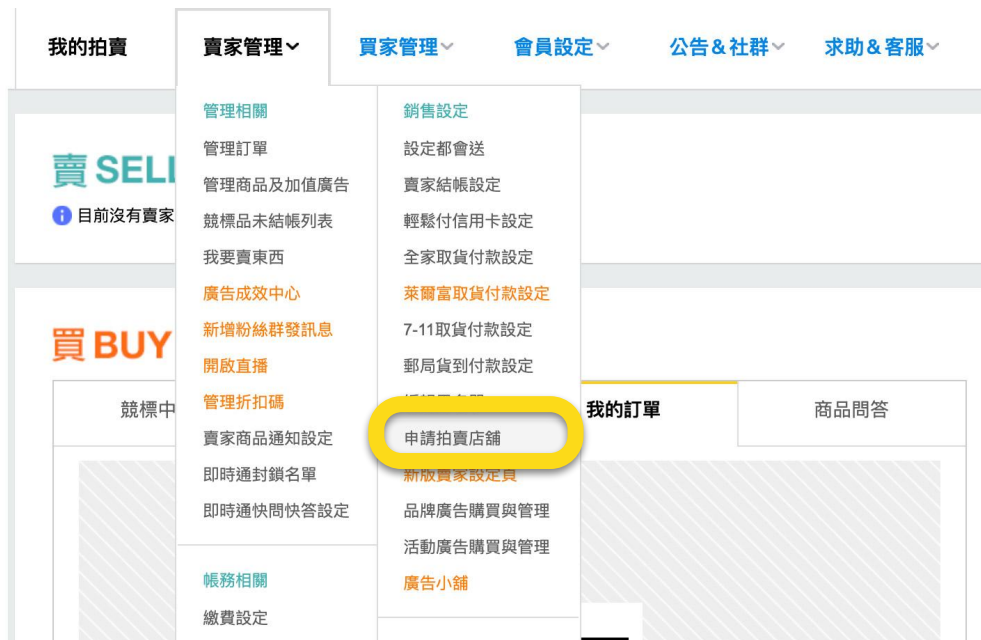 我的拍賣
賣家管理
買家管理
會員設定
公告&社群
求助&客服
賣 SELL
目前沒有賣家
買 BUY
競標中
我的訂單
商品問答
管理相關
管理訂單
管理商品及加值廣告
競標品未結帳列表
我要賣東西
廣告成效中心
新增粉絲群發訊息
開啟直播
管理折扣碼
賣家商品通知設定
即時通封鎖名單
即時通快問快答設定
帳務相關
繳費設定
銷售設定
設定都會送
賣家結帳設定
輕鬆付信用卡設定
全家取貨付款設定
萊爾富取貨付款設定
7-11取貨付款設定
郵局貨到付款設定
申請拍賣店舖
新版賣家設定頁
品牌廣告購買與管理
活動廣告購買與管理
廣告小舖